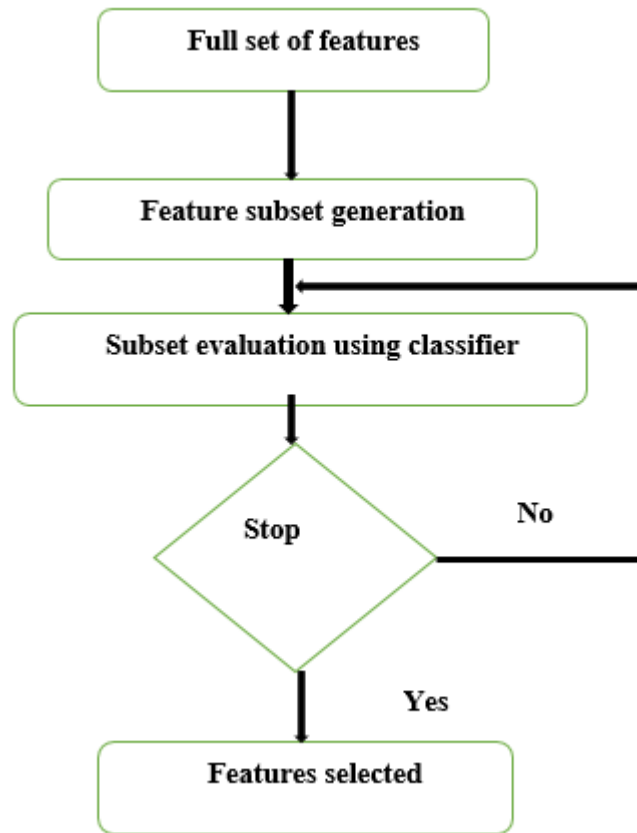 Full set of features
Feature subset generation
Subset evaluation using classifier
Stop
No
Yes
Features selected